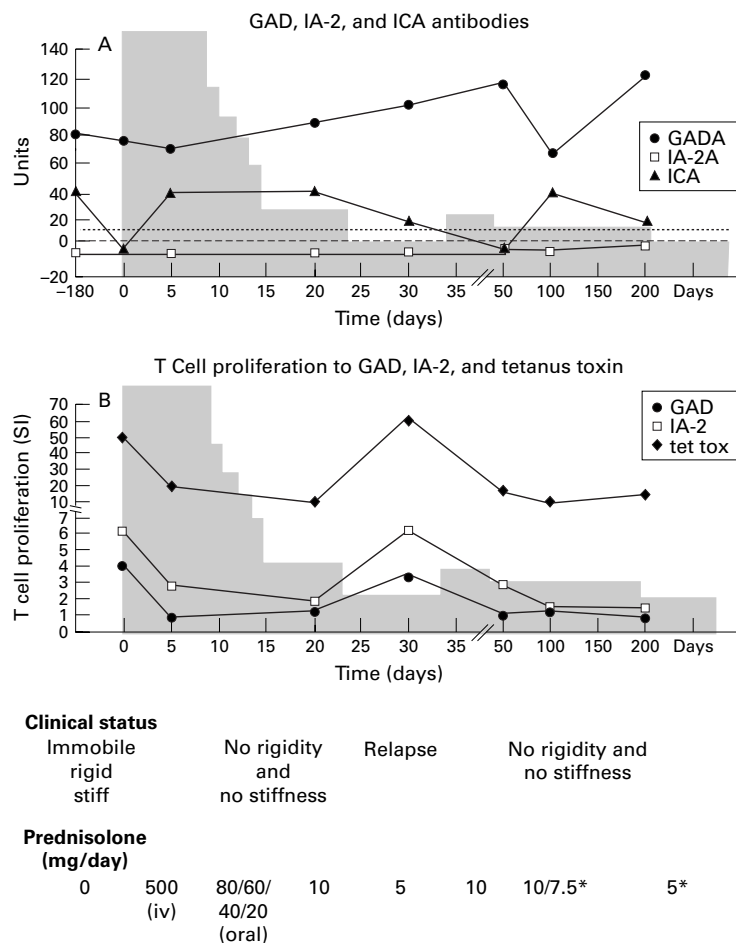 GAD, IA-2, and ICA antibodies
A
Units
140
120
100
80
60
40
20
0
–20
GADA
IA-2A
ICA
–180 0 5 10 15 20 30 35 50 100 150 200 Days
Time (days)
T Cell proliferation to GAD, IA-2, and tetanus toxin
B
T cell proliferation (SI)
70
60
50
40
30
20
10
7
6
5
4
3
2
1
0
GAD
IA-2
tet tox
0 5 10 15 20 30 35 50 100 150 200 Days
Time (days)
Clinical status
Immobile No rigidity Relapse No rigidity and
rigid and no stiffness
stiff no stiffness
Prednisolone
(mg/day)
0 500 80/60/ 10 5 10 10/7.5* 5*
(iv) 40/20
(oral)